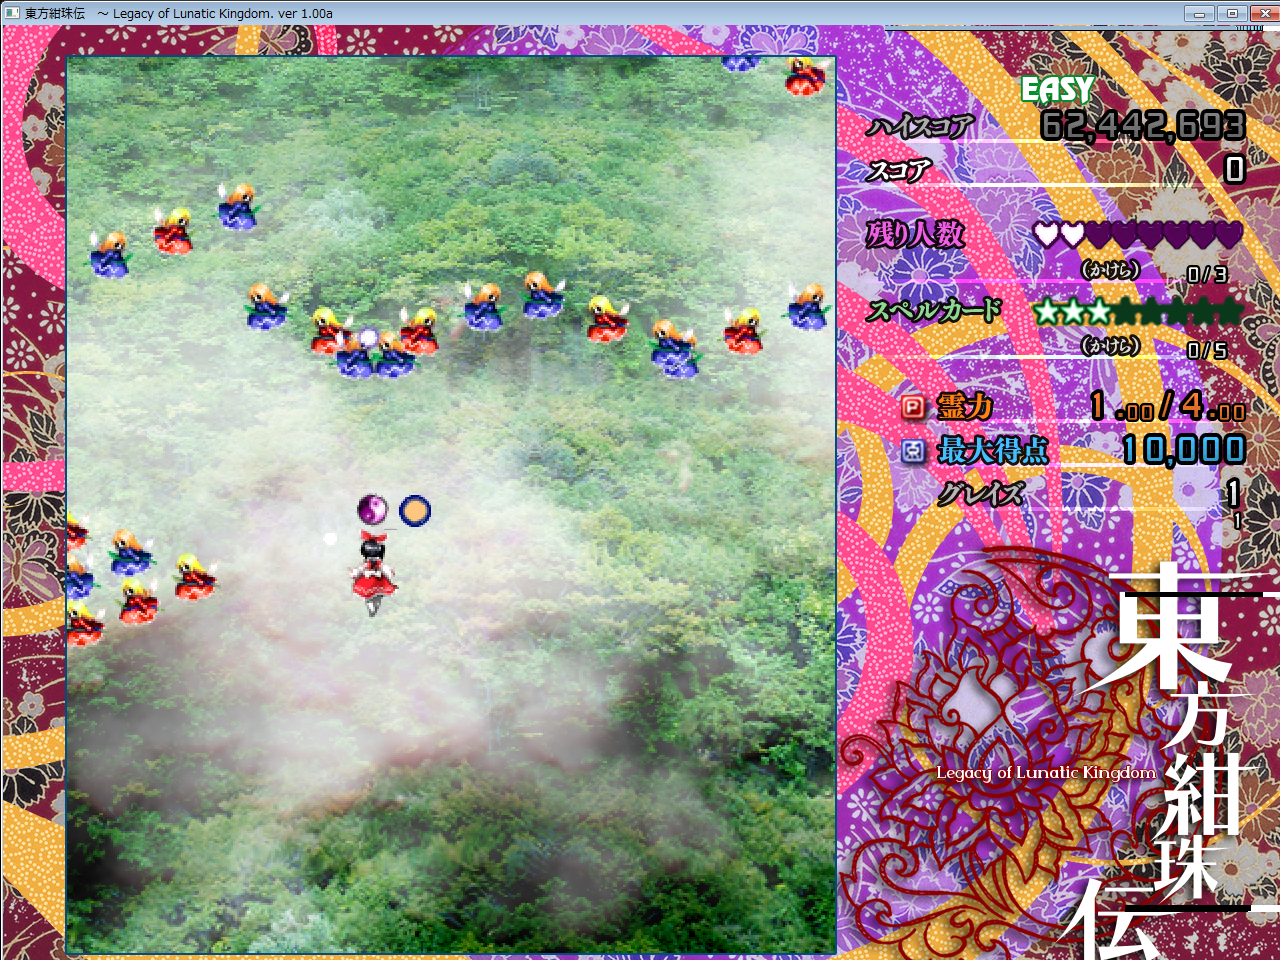 東方紺珠伝　～ Legacy of Lunatic Kingdom. ver 1.00a
EASY
ハイスコア 62,442,693
スコア 0
残り人数
(かけら) 0/3
スペルカード
(かけら) 0/5
P 霊力 1.00/4.00
最大得点 10,000
グレイズ 1
1
東方紺珠伝
Legacy of Lunatic Kingdom